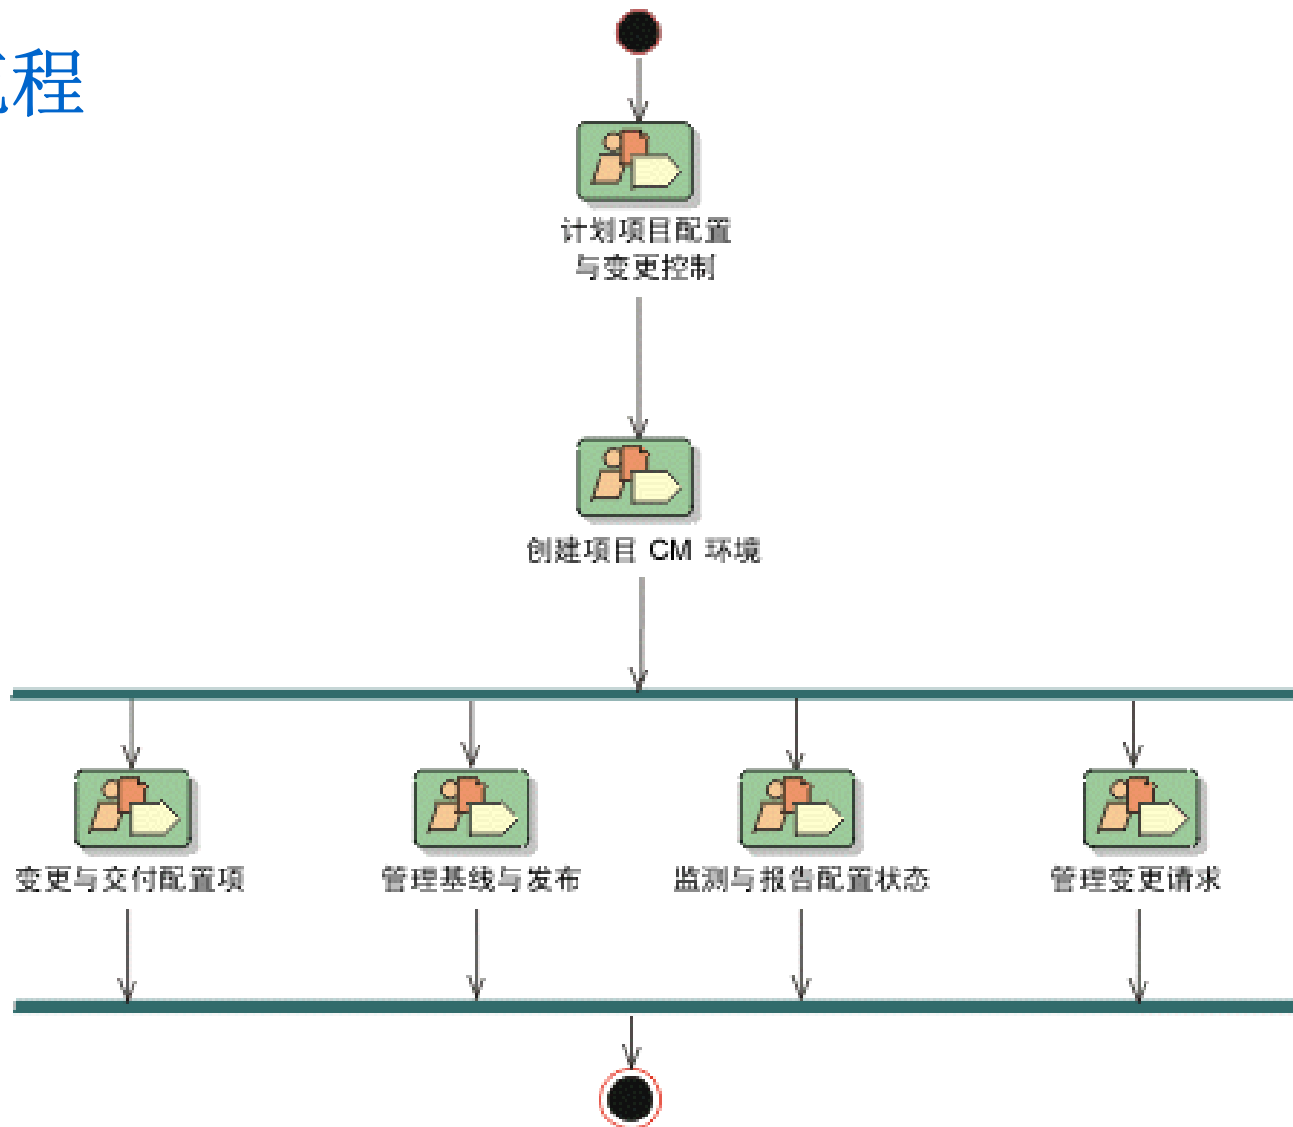 程
计划项目配置
与变更控制
创建项目 CM 环境
变更与交付配置项
管理基线与发布
监测与报告配置状态
管理变更请求